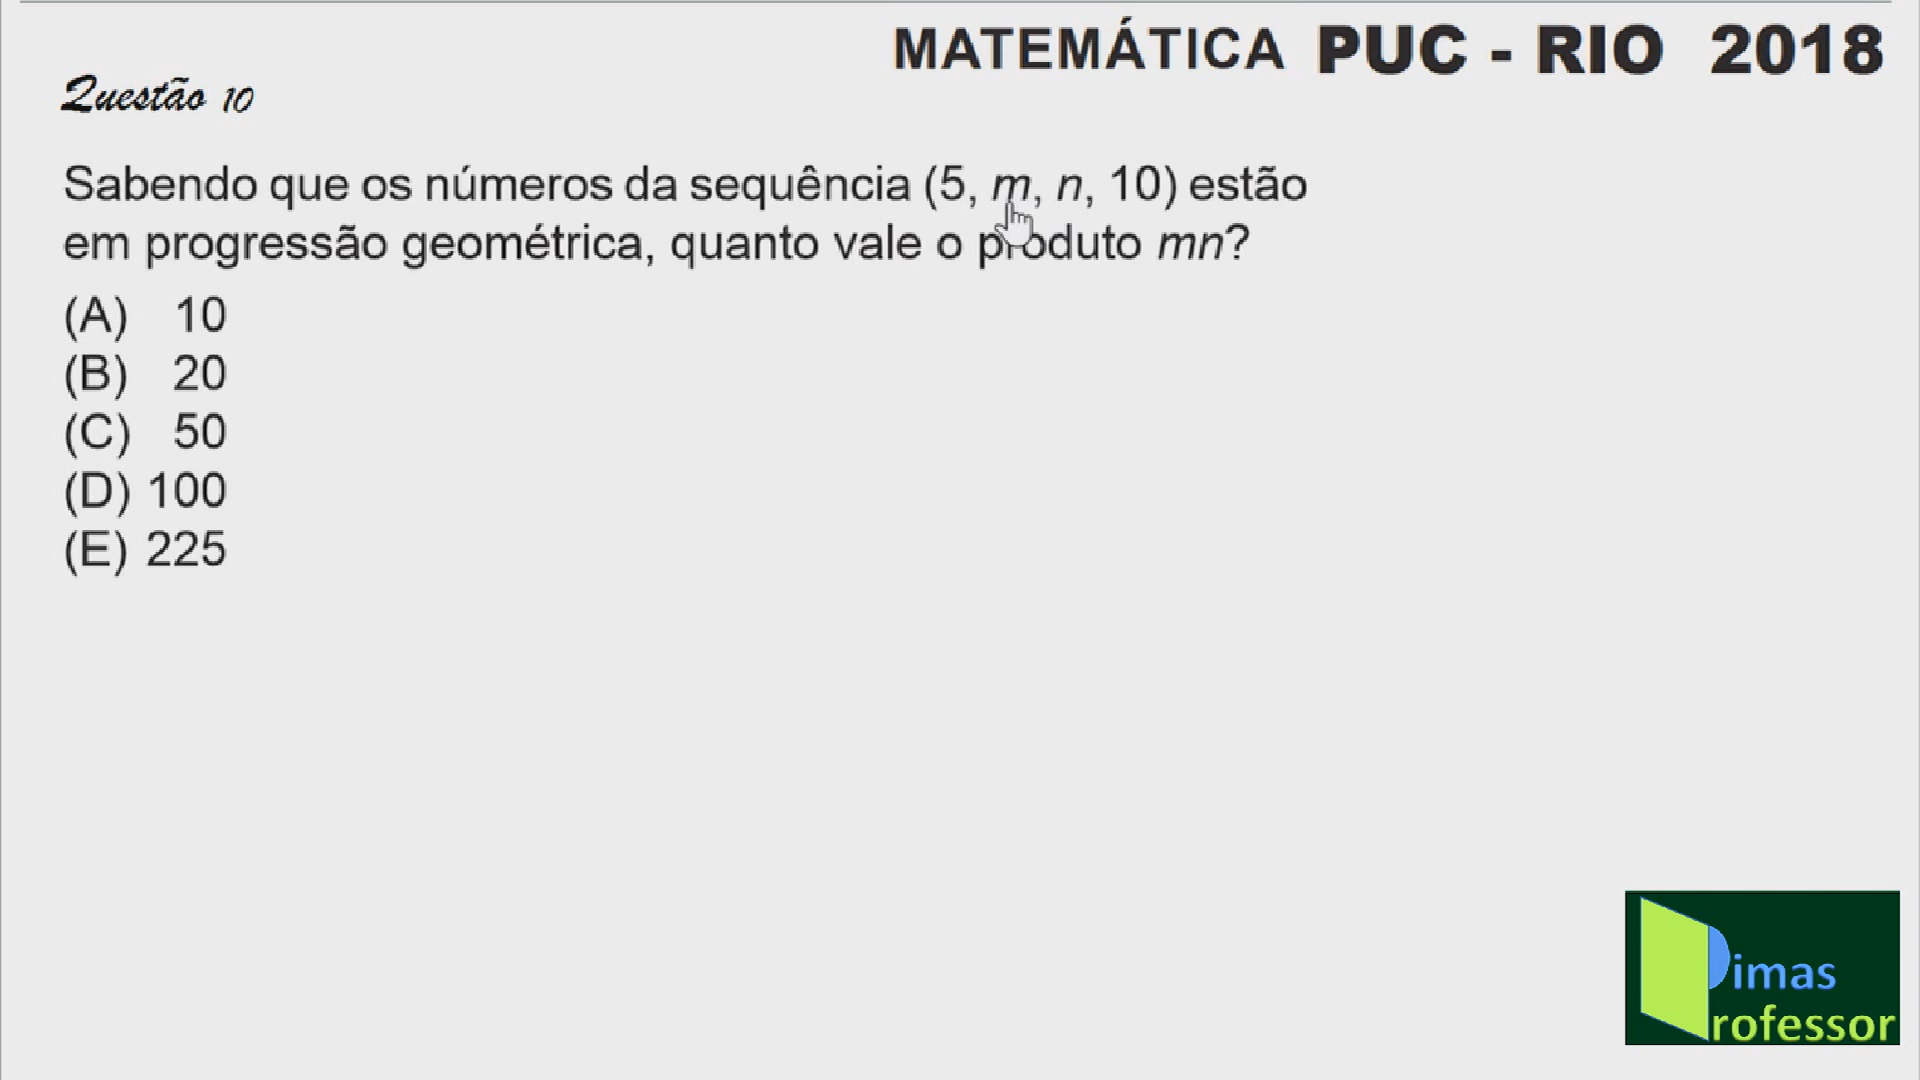 MATEMÁTICA PUC - RIO 2018
Questão 10
Sabendo que os números da sequência (5, m, n, 10) estão
em progressão geométrica, quanto vale o produto mn?
(A) 10
(B) 20
(C) 50
(D) 100
(E) 225
Dimas
Professor